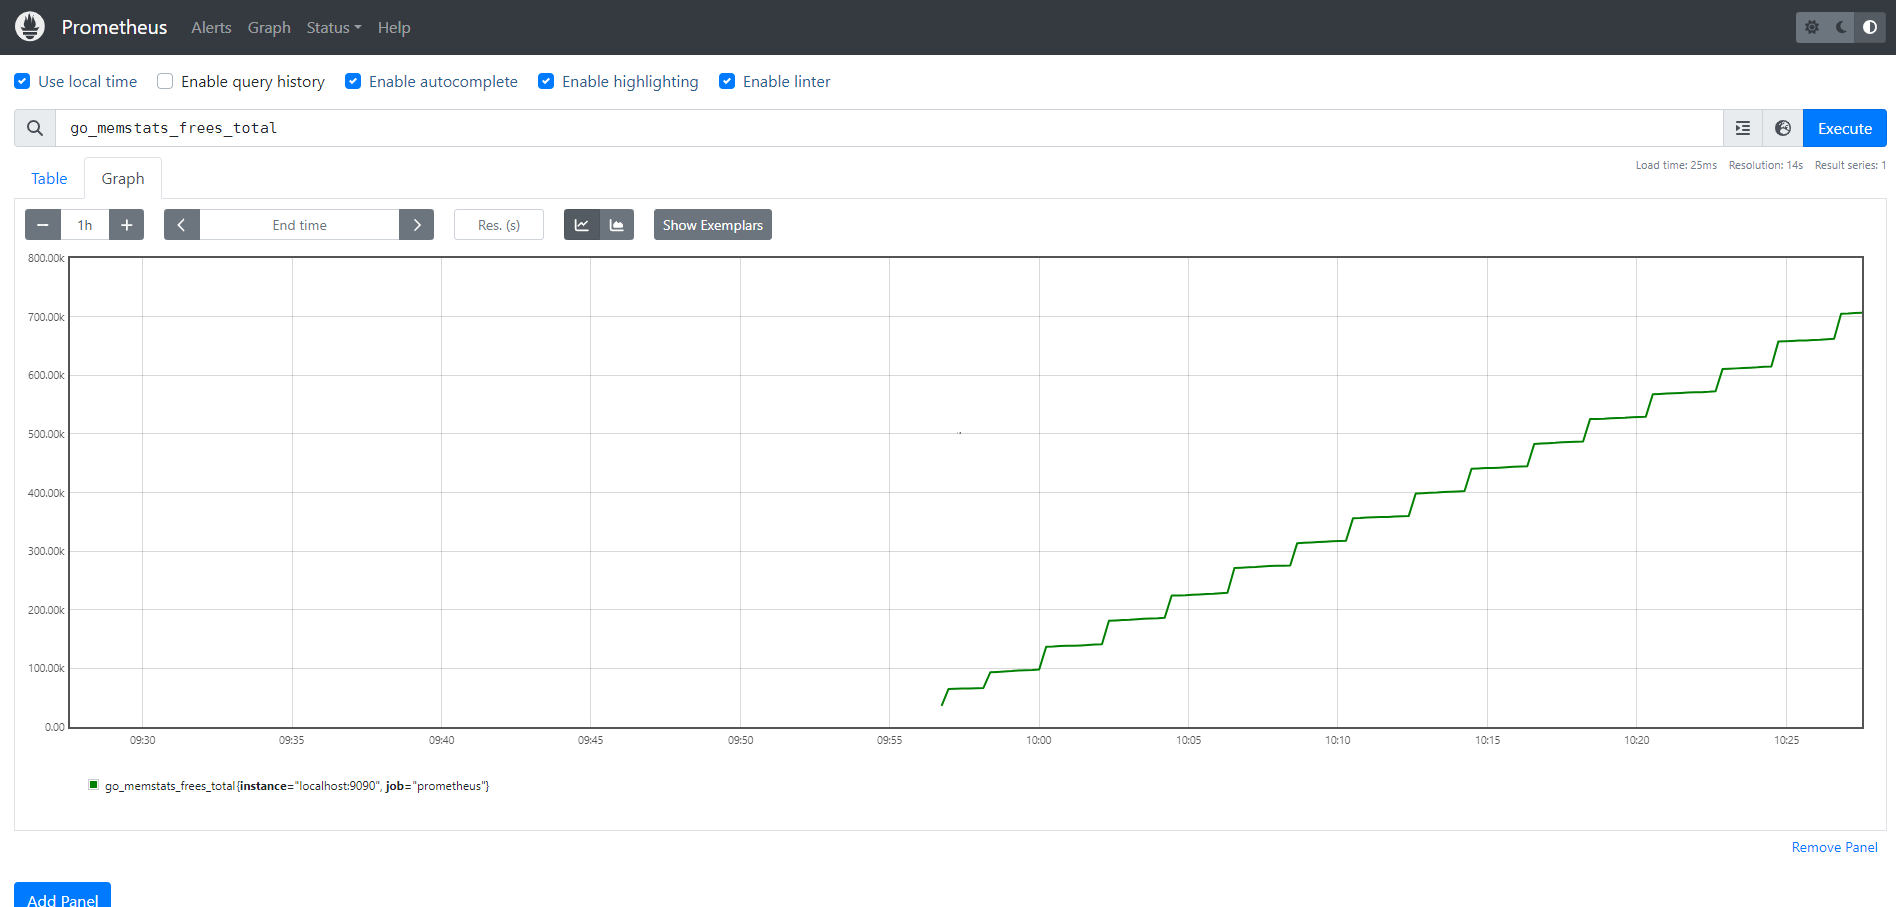 Prometheus Alerts Graph Status Help
Use local time Enable query history Enable autocomplete Enable highlighting Enable linter
go_memstats_frees_total Execute
Load time: 25ms Resolution: 14s Result series: 1
Table Graph
1h End time Res. (s) Show Exemplars
800.00k
700.00k
600.00k
500.00k
400.00k
300.00k
200.00k
100.00k
0.00
09:30 09:35 09:40 09:45 09:50 09:55 10:00 10:05 10:10 10:15 10:20 10:25
go_memstats_frees_total{instance="localhost:9090", job="prometheus"}
Remove Panel
Add Panel